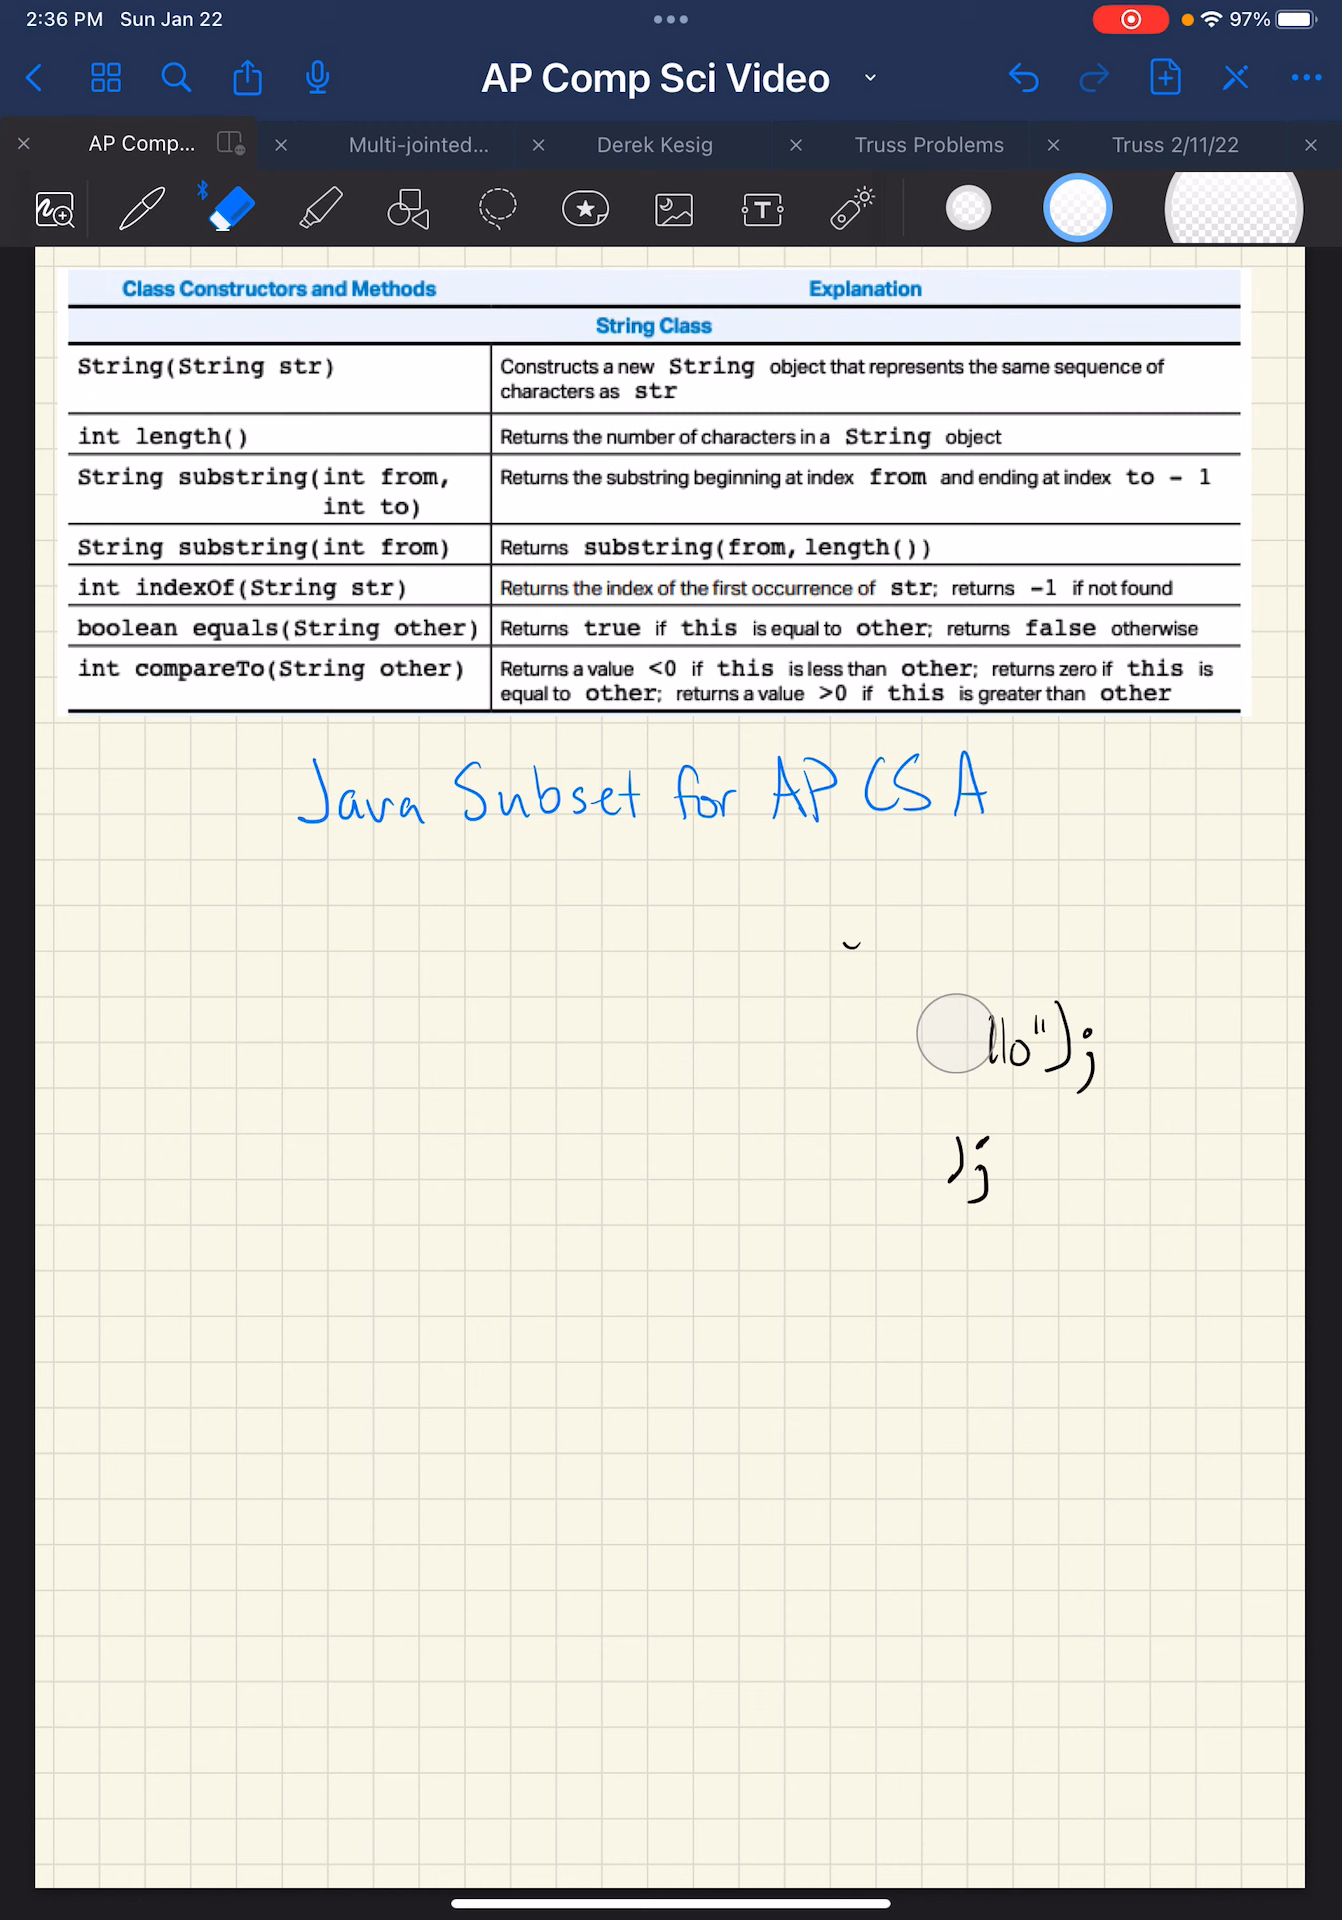 2:36 PM Sun Jan 22
97%
AP Comp Sci Video
AP Comp...
Multi-jointed...
Derek Kesig
Truss Problems
Truss 2/11/22
Class Constructors and Methods
Explanation
String Class
String(String str)
Constructs a new String object that represents the same sequence of
characters as str
int length()
Returns the number of characters in a String object
String substring(int from,
int to)
Returns the substring beginning at index from and ending at index to - 1
String substring(int from)
Returns substring(from, length())
int indexOf(String str)
Returns the index of the first occurrence of str; returns -1 if not found
boolean equals(String other)
Returns true if this is equal to other; returns false otherwise
int compareTo(String other)
Returns a value <0 if this is less than other; returns zero if this is
equal to other; returns a value >0 if this is greater than other
Java Subset for AP CS A
llo");
);